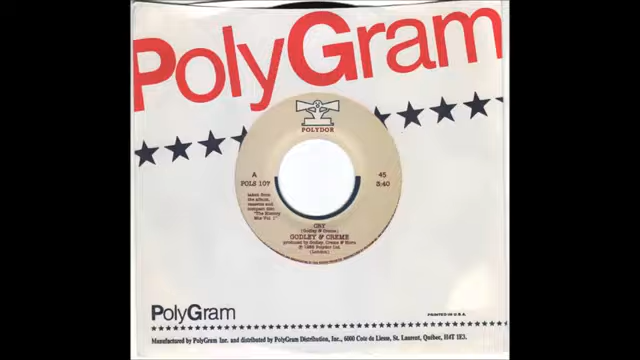 PolyGram
POLYDOR
A
POLS 107
45
3:40
taken from
the album,
cassette and
compact disc
"The History
Mix Vol. 1"
CRY
(Godley & Creme)
GODLEY & CREME
produced by Godley, Creme & Horn
Polydor Ltd.
(London)
PolyGram
PRINTED IN U.S.A.
Manufactured by PolyGram Inc. and distributed by PolyGram Distribution, Inc., 6000 Cote de Liesse, St. Laurent, Québec, H4T 1E3.